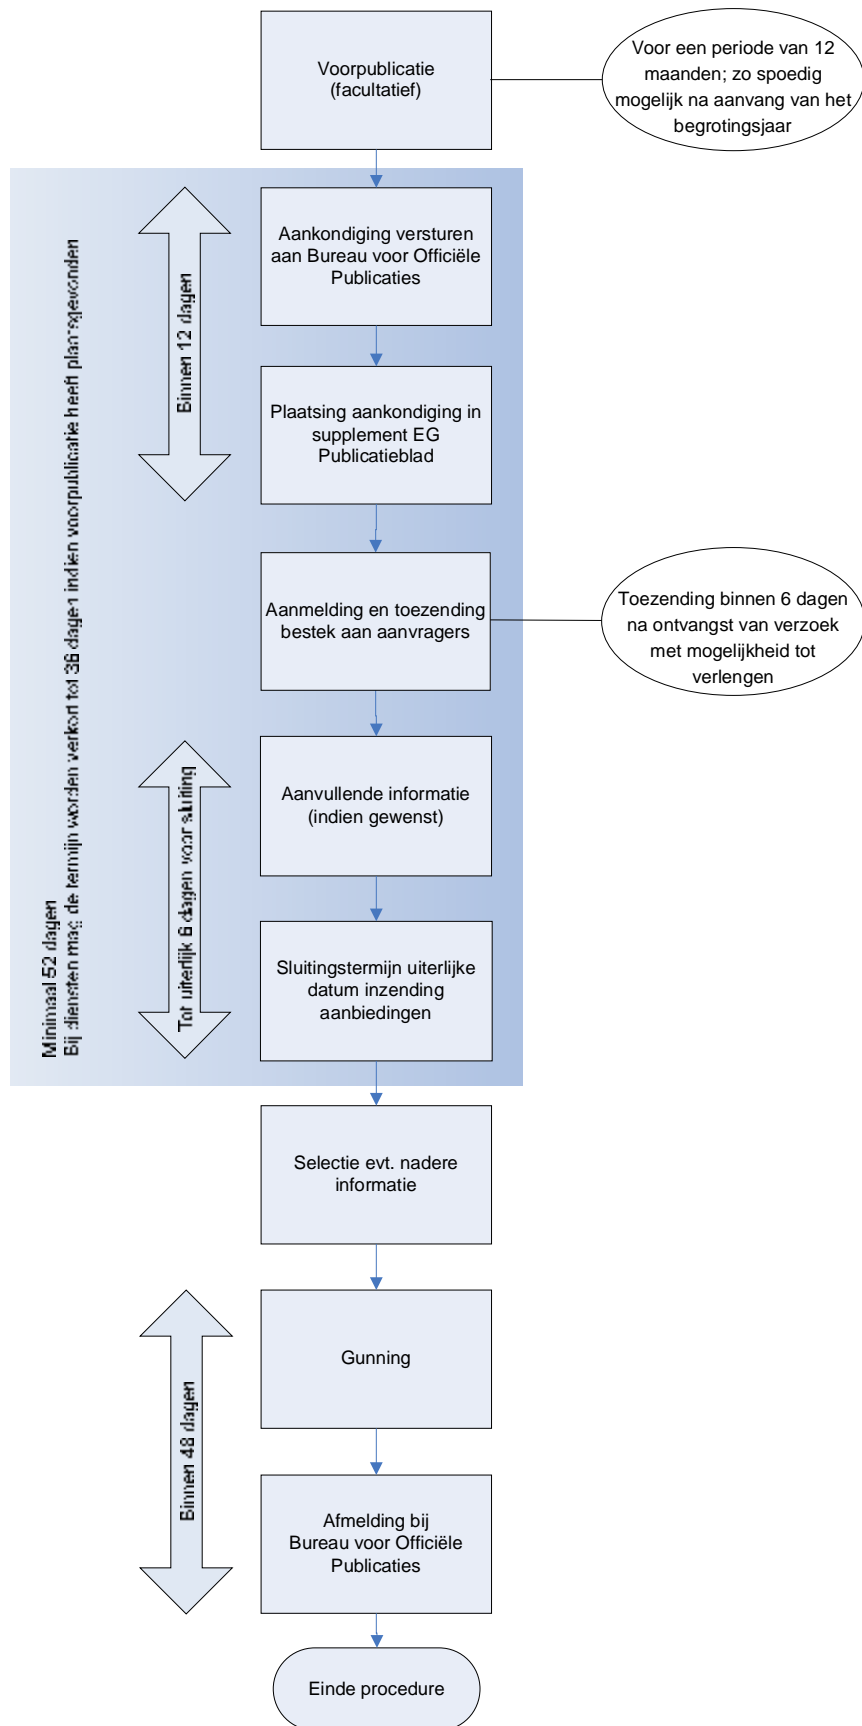 Voorpublicatie
(facultatief)
Voor een periode van 12
maanden; zo spoedig
mogelijk na aanvang van het
begrotingsjaar
Minimaal 52 dagen
Bij diensten mag de termijn worden verkort tot 36 dagen indien voorpublicatie heeft plaatsgevonden
Binnen 12 dagen
Aankondiging versturen
aan Bureau voor Officiële
Publicaties
Plaatsing aankondiging in
supplement EG
Publicatieblad
Aanmelding en toezending
bestek aan aanvragers
Toezending binnen 6 dagen
na ontvangst van verzoek
met mogelijkheid tot
verlengen
Tot uiterlijk 6 dagen voor sluiting
Aanvullende informatie
(indien gewenst)
Sluitingstermijn uiterlijke
datum inzending
aanbiedingen
Selectie evt. nadere
informatie
Binnen 48 dagen
Gunning
Afmelding bij
Bureau voor Officiële
Publicaties
Einde procedure